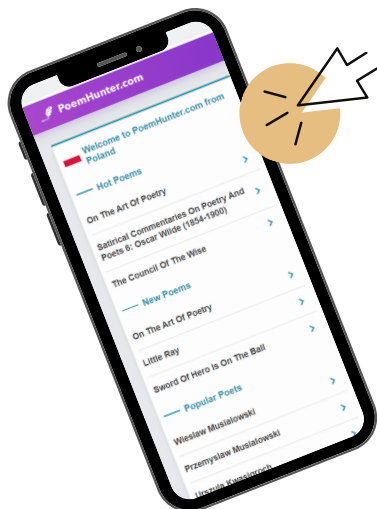 PoemHunter.com
Welcome to PoemHunter.com from
Poland
Hot Poems
On The Art Of Poetry
Satirical Commentaries On Poetry And
Poets 6: Oscar Wilde (1854-1900)
The Council Of The Wise
New Poems
On The Art Of Poetry
Little Ray
Sword Of Hero Is On The Ball
Popular Poets
Wieslaw Musialowski
Przemyslaw Musialowski
Urszula Kwasigroch